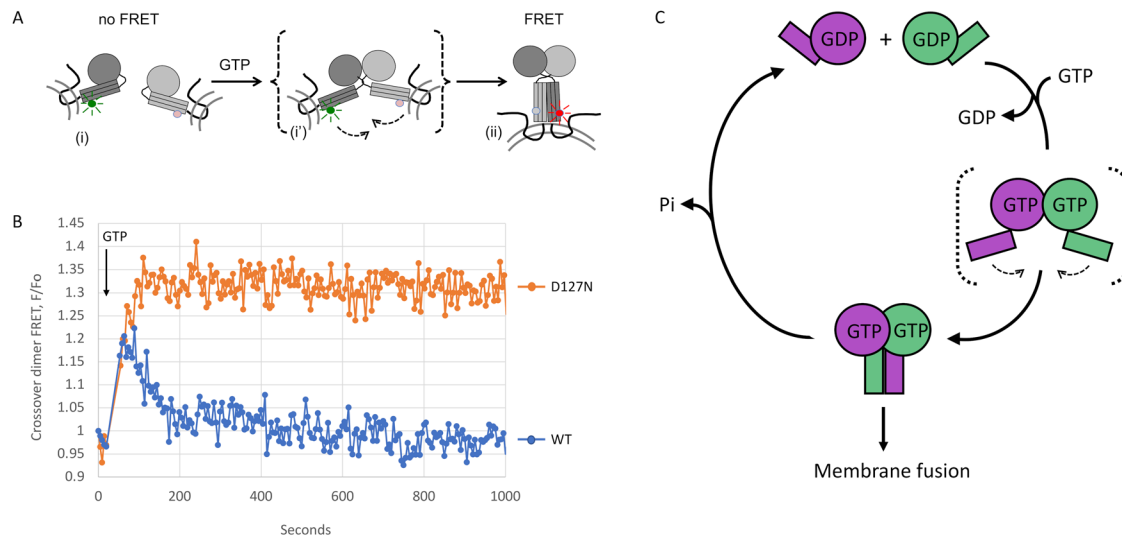 A
no FRET
FRET
GTP
(i)
(i')
(ii)
B
1.45
1.4
1.35
1.3
1.25
1.2
1.15
1.1
1.05
1
0.95
0.9
Crossover dimer FRET, F/Fo
GTP
D127N
WT
0
200
400
600
800
1000
Seconds
C
GDP + GDP
GTP
GDP
GTP GTP
Pi
GTP GTP
Membrane fusion